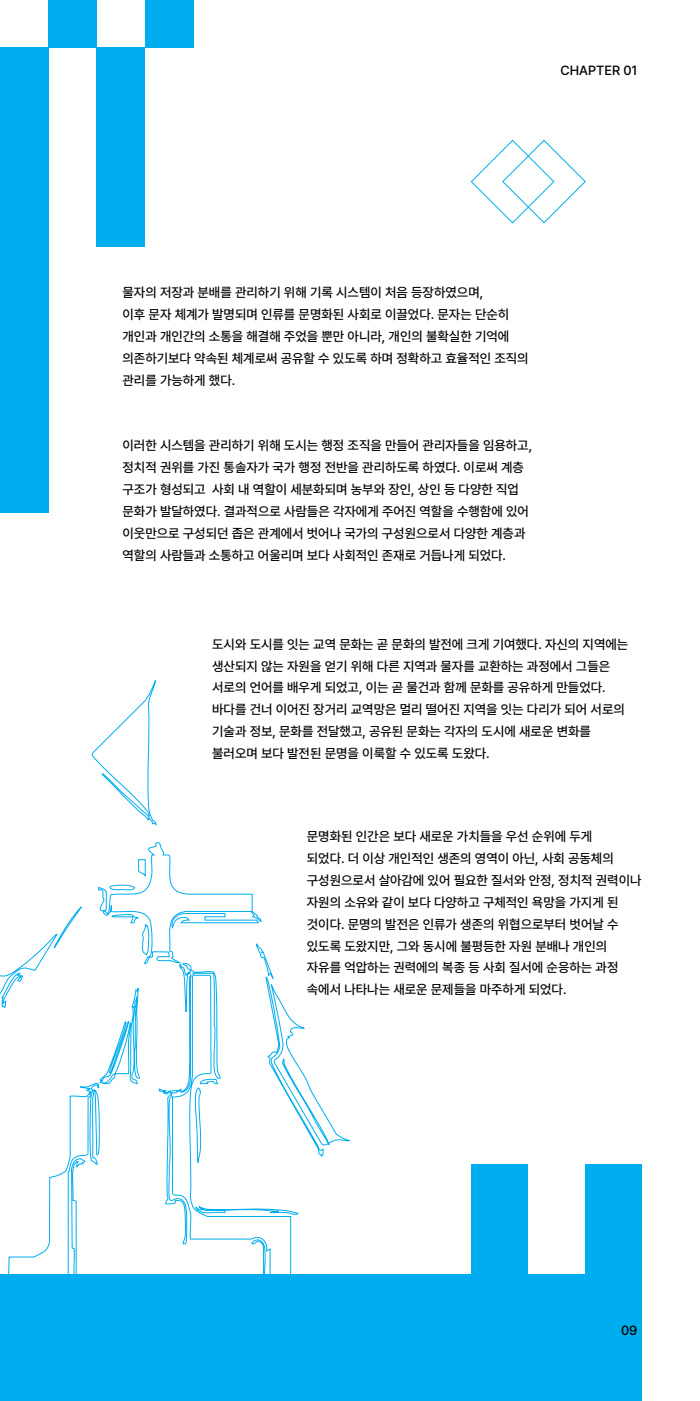 CHAPTER 01
물자의 저장과 분배를 관리하기 위해 기록 시스템이 처음 등장하였으며,
이후 문자 체계가 발명되며 인류를 문명화된 사회로 이끌었다. 문자는 단순히
개인과 개인간의 소통을 해결해 주었을 뿐만 아니라, 개인의 불확실한 기억에
의존하기보다 약속된 체계로써 공유할 수 있도록 하며 정확하고 효율적인 조직의
관리를 가능하게 했다.
이러한 시스템을 관리하기 위해 도시는 행정 조직을 만들어 관리자들을 임용하고,
정치적 권위를 가진 통솔자가 국가 행정 전반을 관리하도록 하였다. 이로써 계층
구조가 형성되고  사회 내 역할이 세분화되며 농부와 장인, 상인 등 다양한 직업
문화가 발달하였다. 결과적으로 사람들은 각자에게 주어진 역할을 수행함에 있어
이웃만으로 구성되던 좁은 관계에서 벗어나 국가의 구성원으로서 다양한 계층과
역할의 사람들과 소통하고 어울리며 보다 사회적인 존재로 거듭나게 되었다.
도시와 도시를 잇는 교역 문화는 곧 문화의 발전에 크게 기여했다. 자신의 지역에는
생산되지 않는 자원을 얻기 위해 다른 지역과 물자를 교환하는 과정에서 그들은
서로의 언어를 배우게 되었고, 이는 곧 물건과 함께 문화를 공유하게 만들었다.
바다를 건너 이어진 장거리 교역망은 멀리 떨어진 지역을 잇는 다리가 되어 서로의
기술과 정보, 문화를 전달했고, 공유된 문화는 각자의 도시에 새로운 변화를
불러오며 보다 발전된 문명을 이룩할 수 있도록 도왔다.
문명화된 인간은 보다 새로운 가치들을 우선 순위에 두게
되었다. 더 이상 개인적인 생존의 영역이 아닌, 사회 공동체의
구성원으로서 살아감에 있어 필요한 질서와 안정, 정치적 권력이나
자원의 소유와 같이 보다 다양하고 구체적인 욕망을 가지게 된
것이다. 문명의 발전은 인류가 생존의 위협으로부터 벗어날 수
있도록 도왔지만, 그와 동시에 불평등한 자원 분배나 개인의
자유를 억압하는 권력에의 복종 등 사회 질서에 순응하는 과정
속에서 나타나는 새로운 문제들을 마주하게 되었다.
09